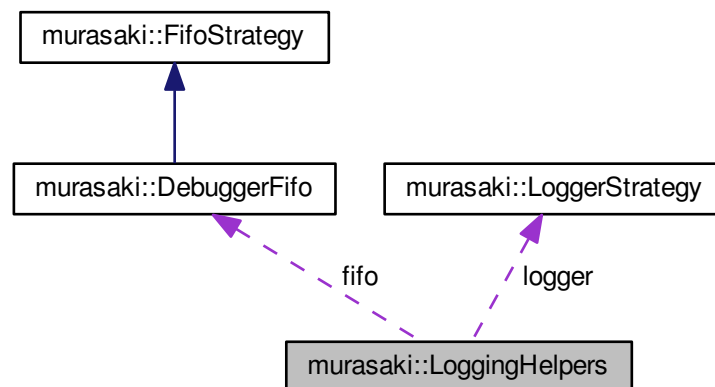 murasaki::FifoStrategy
murasaki::DebuggerFifo
murasaki::LoggerStrategy
fifo
logger
murasaki::LoggingHelpers